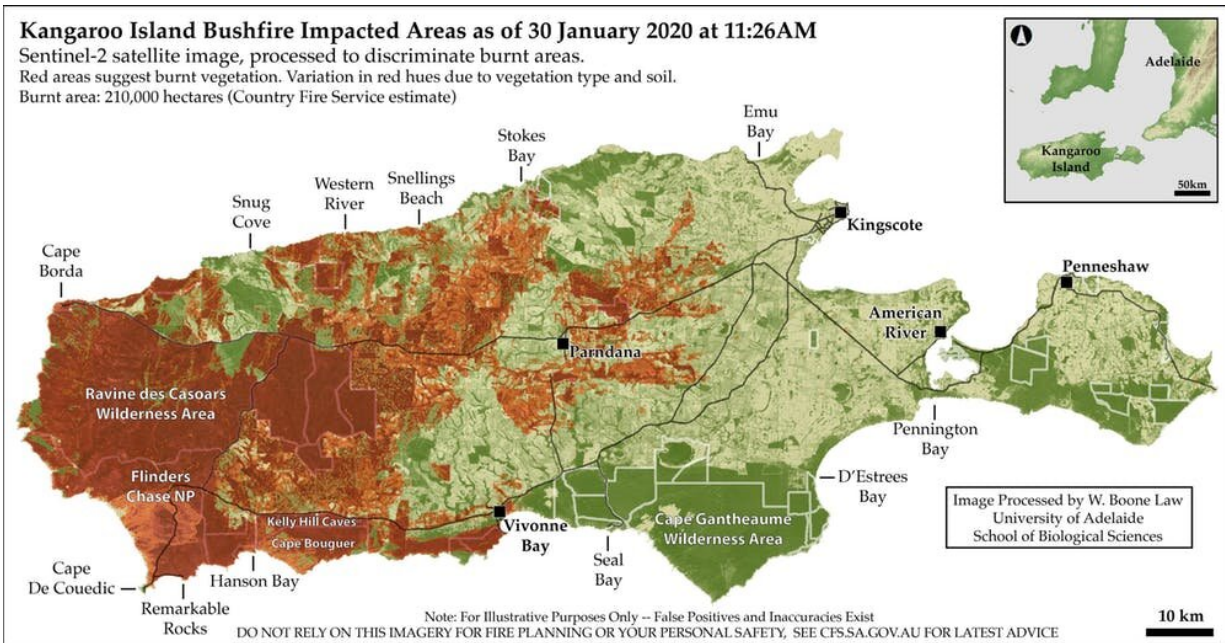 Kangaroo Island Bushfire Impacted Areas as of 30 January 2020 at 11:26AM
Sentinel-2 satellite image, processed to discriminate burnt areas.
Red areas suggest burnt vegetation. Variation in red hues due to vegetation type and soil.
Burnt area: 210,000 hectares (Country Fire Service estimate)
Adelaide
Kangaroo
Island
50km
Emu
Bay
Stokes
Bay
Snellings
Beach
Western
River
Snug
Cove
Cape
Borda
Kingscote
Penneshaw
American
River
Parndana
Ravine des Casoars
Wilderness Area
Pennington
Bay
D'Estrees
Bay
Flinders
Chase NP
Kelly Hill Caves
Cape Bouguer
Vivonne
Bay
Cape Gantheaume
Wilderness Area
Seal
Bay
Image Processed by W. Boone Law
University of Adelaide
School of Biological Sciences
Cape
De Couedic
Hanson Bay
Remarkable
Rocks
Note: For Illustrative Purposes Only -- False Positives and Inaccuracies Exist
DO NOT RELY ON THIS IMAGERY FOR FIRE PLANNING OR YOUR PERSONAL SAFETY, SEE CFS.SA.GOV.AU FOR LATEST ADVICE
10 km